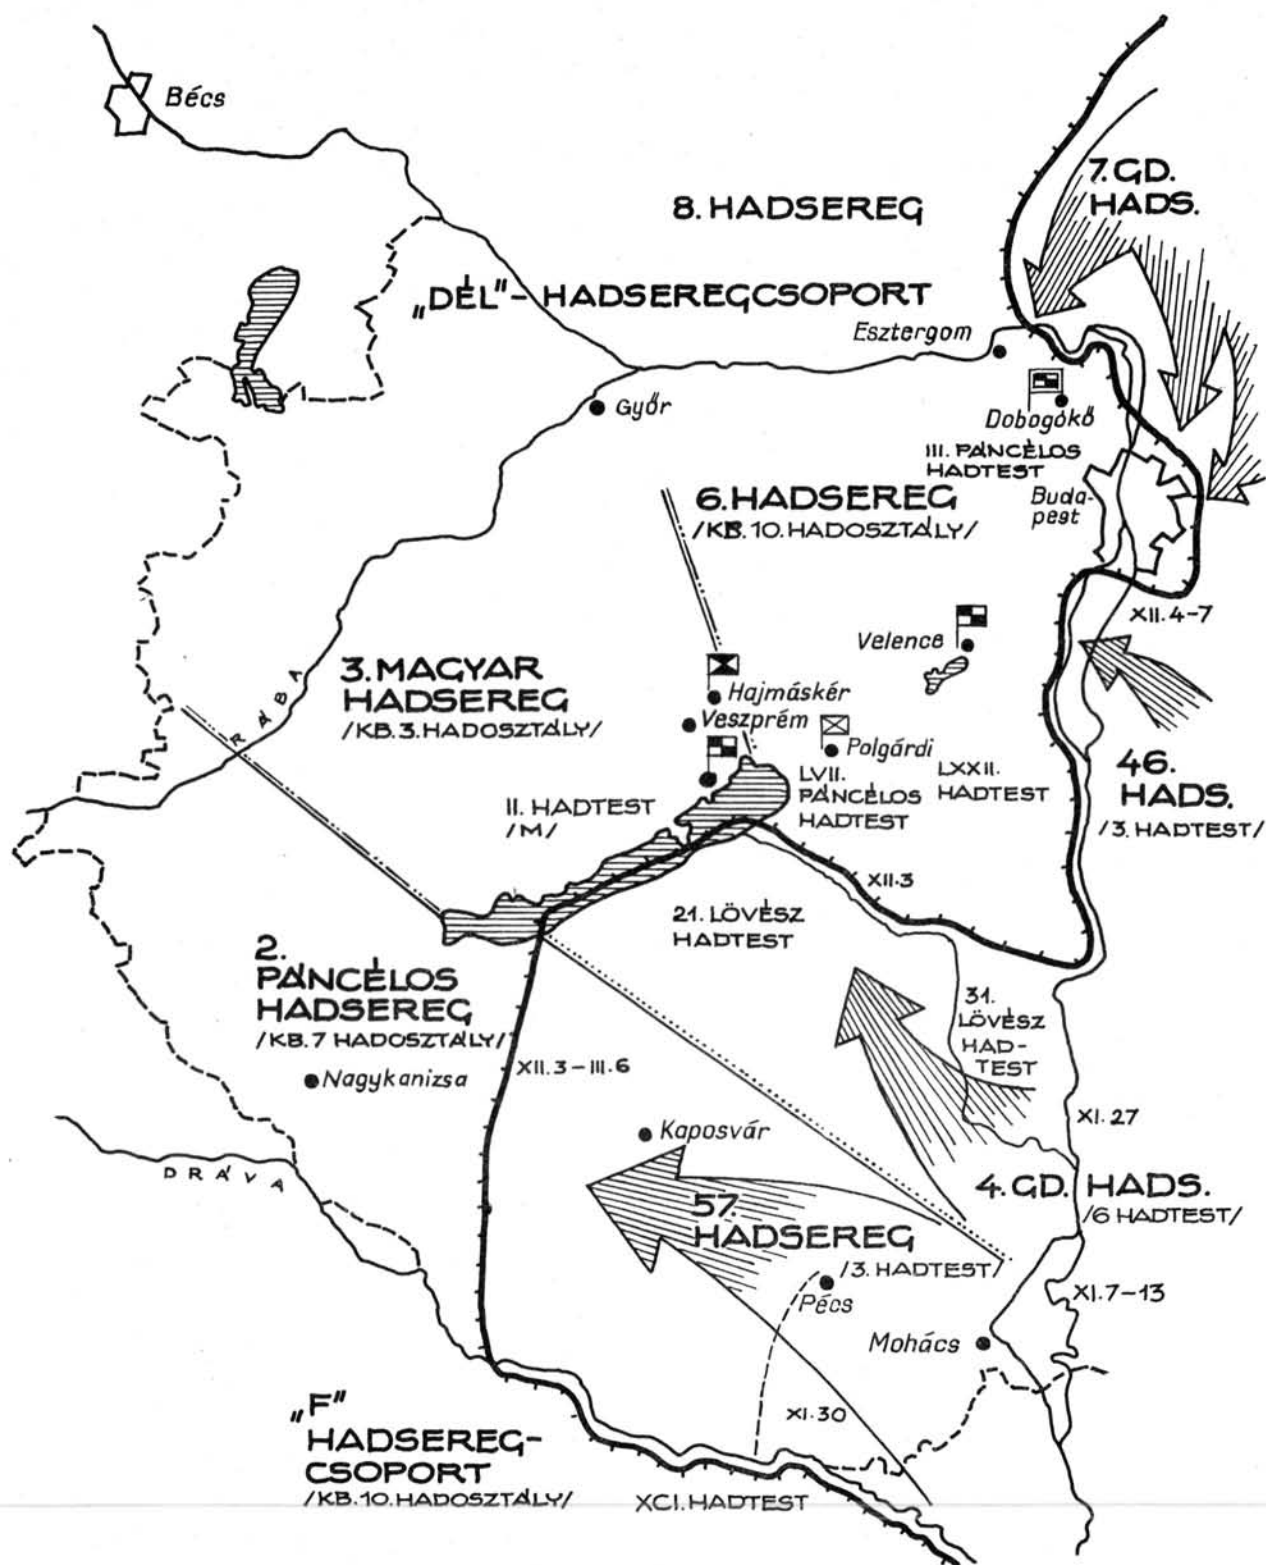 Bécs
7. GD.
HADS.
8. HADSEREG
„DÉL”- HADSEREGCSOPORT
Esztergom
Győr
Dobogókő
III. PÁNCÉLOS
HADTEST
6. HADSEREG
/KB. 10. HADOSZTÁLY/
Buda-
pest
XII. 4-7
Velence
3. MAGYAR
HADSEREG
/KB. 3. HADOSZTÁLY/
RÁBA
Hajmáskér
Veszprém
Polgárdi
46.
HADS.
/3. HADTEST/
II. HADTEST
/M/
LVII.
PÁNCÉLOS
HADTEST
LXXII.
HADTEST
XII. 3
21. LÖVÉSZ
HADTEST
2.
PÁNCÉLOS
HADSEREG
/KB. 7 HADOSZTÁLY/
31.
LÖVÉSZ
HAD-
TEST
XII. 3 – III. 6
Nagykanizsa
XI. 27
Kaposvár
DRÁVA
4. GD. HADS.
/6 HADTEST/
57.
HADSEREG
/3. HADTEST/
Pécs
XI. 7-13
Mohács
„F”
HADSEREG-
CSOPORT
/KB. 10. HADOSZTÁLY/
XI. 30
XCI. HADTEST